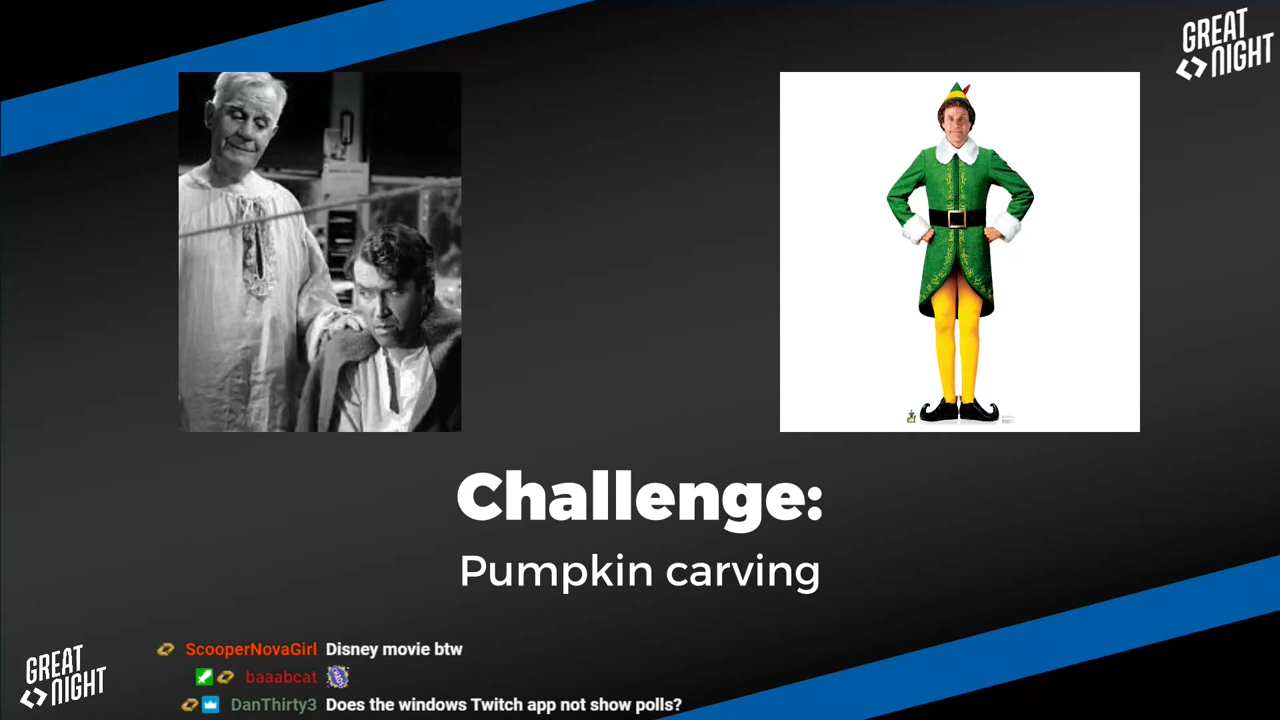 GREAT
NIGHT
Challenge:
Pumpkin carving
ScooperNovaGirl Disney movie btw
baaabcat
DanThirty3 Does the windows Twitch app not show polls?
GREAT
NIGHT